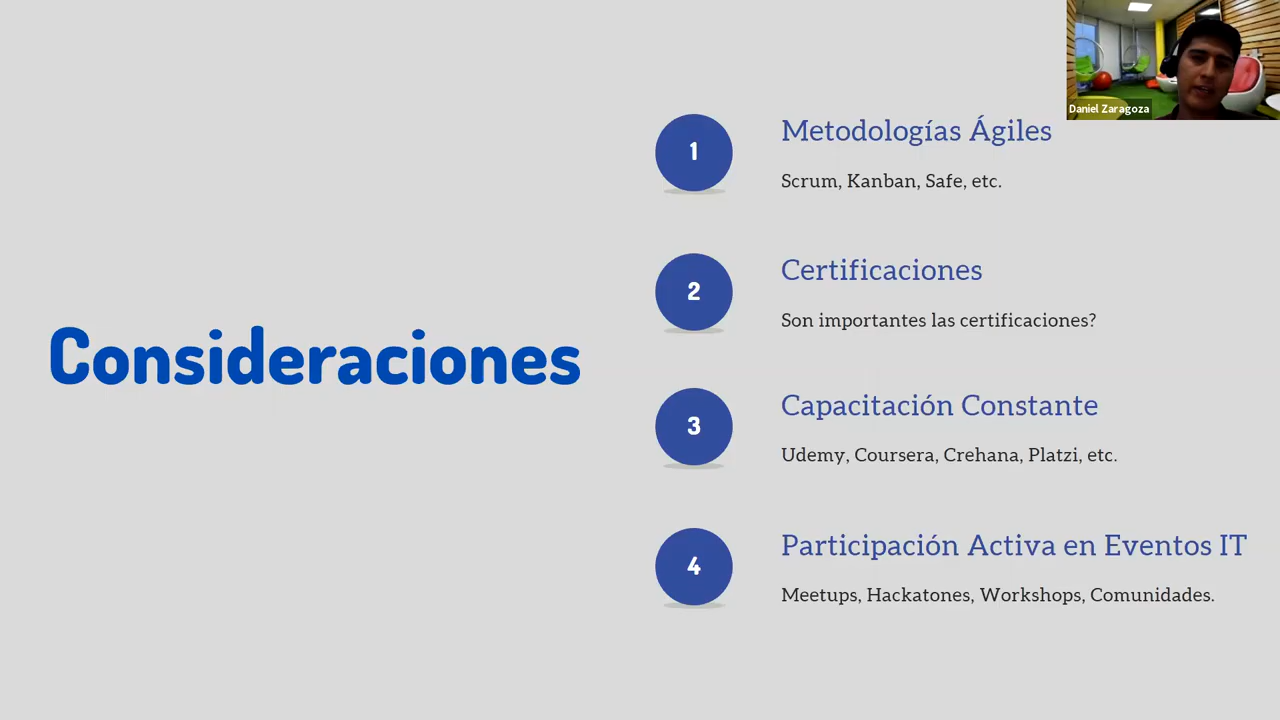 Consideraciones
1
Metodologías Ágiles
Scrum, Kanban, Safe, etc.
2
Certificaciones
Son importantes las certificaciones?
3
Capacitación Constante
Udemy, Coursera, Crehana, Platzi, etc.
4
Participación Activa en Eventos IT
Meetups, Hackatones, Workshops, Comunidades.
Daniel Zaragoza